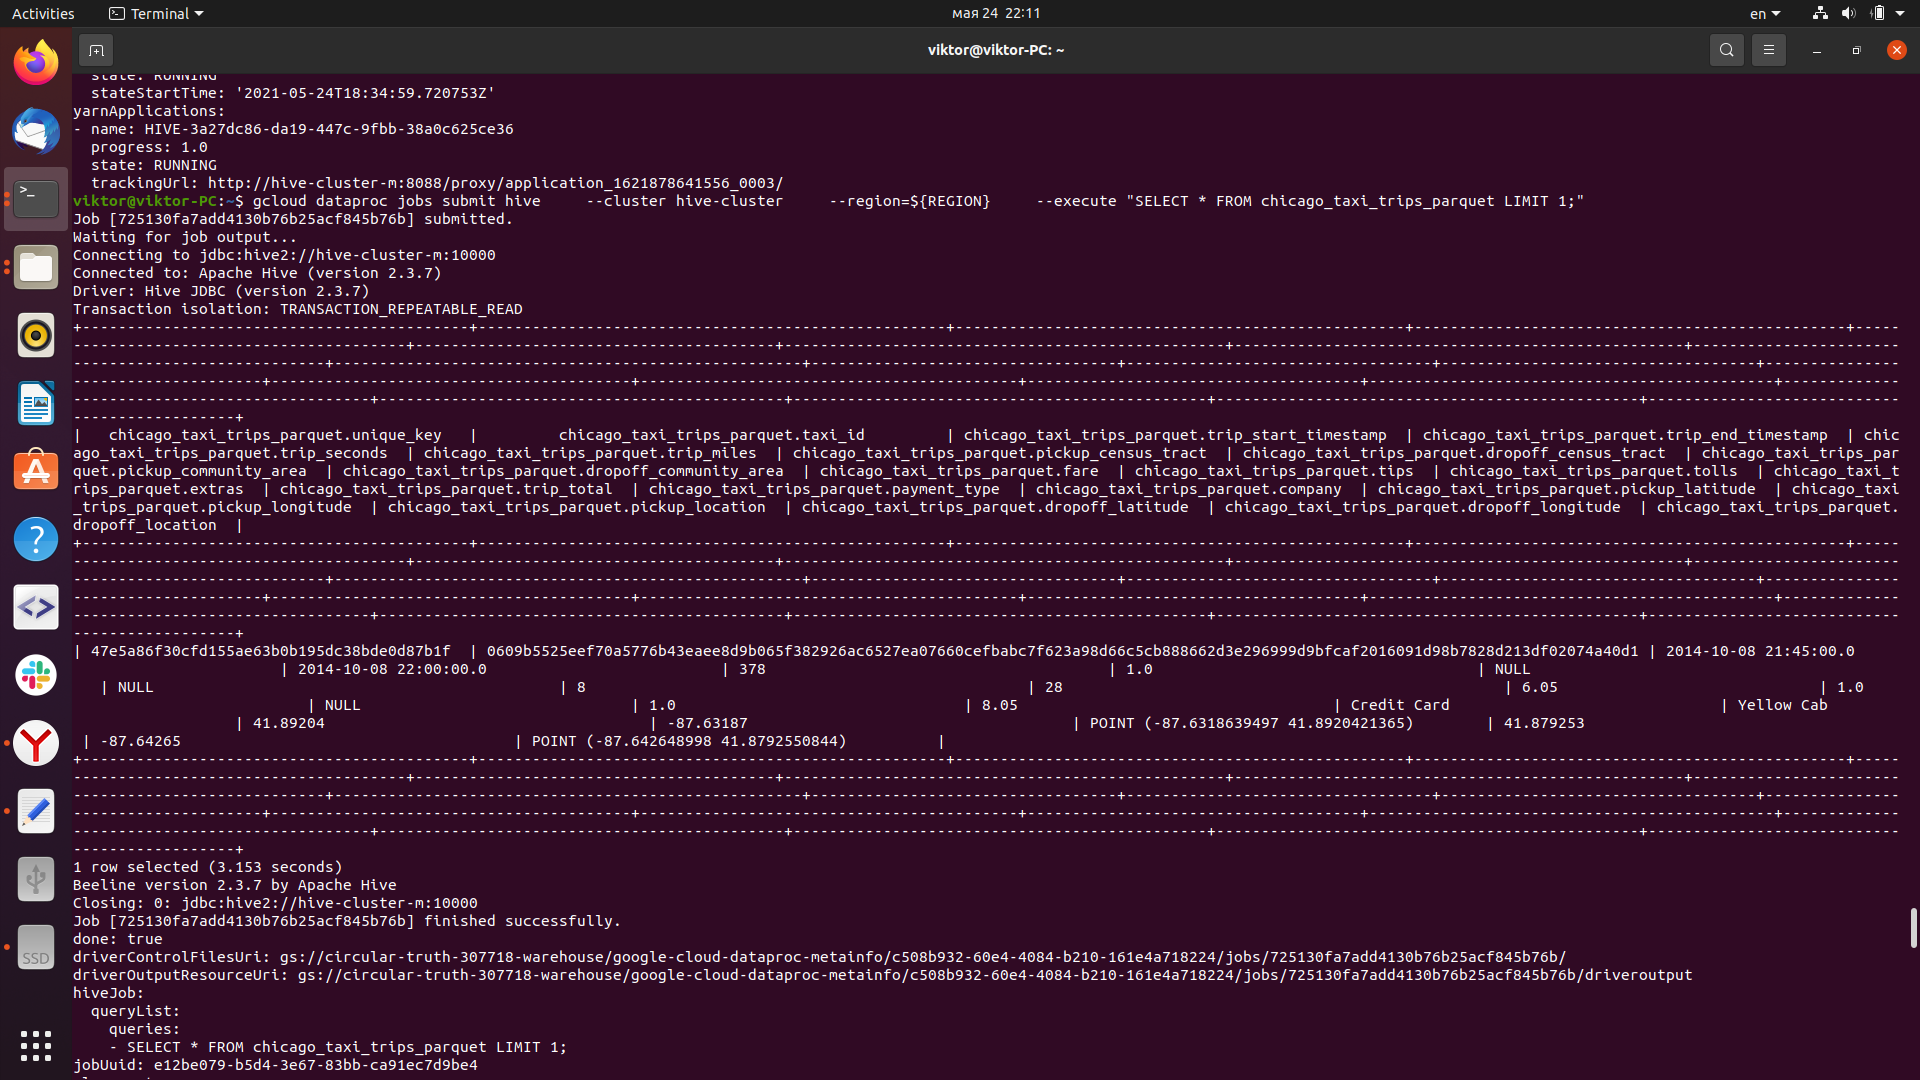 Activities
Terminal
мая 24 22:11
en
viktor@viktor-PC: ~
state: RUNNING
stateStartTime: '2021-05-24T18:34:59.720753Z'
yarnApplications:
- name: HIVE-3a27dc86-da19-447c-9fbb-38a0c625ce36
progress: 1.0
state: RUNNING
trackingUrl: http://hive-cluster-m:8088/proxy/application_1621878641556_0003/
viktor@viktor-PC:~$ gcloud dataproc jobs submit hive     --cluster hive-cluster     --region=${REGION}     --execute "SELECT * FROM chicago_taxi_trips_parquet LIMIT 1;"
Job [725130fa7add4130b76b25acf845b76b] submitted.
Waiting for job output...
Connecting to jdbc:hive2://hive-cluster-m:10000
Connected to: Apache Hive (version 2.3.7)
Driver: Hive JDBC (version 2.3.7)
Transaction isolation: TRANSACTION_REPEATABLE_READ
|   chicago_taxi_trips_parquet.unique_key   |         chicago_taxi_trips_parquet.taxi_id         | chicago_taxi_trips_parquet.trip_start_timestamp  | chicago_taxi_trips_parquet.trip_end_timestamp  | chic
ago_taxi_trips_parquet.trip_seconds  | chicago_taxi_trips_parquet.trip_miles  | chicago_taxi_trips_parquet.pickup_census_tract  | chicago_taxi_trips_parquet.dropoff_census_tract  | chicago_taxi_trips_par
quet.pickup_community_area  | chicago_taxi_trips_parquet.dropoff_community_area  | chicago_taxi_trips_parquet.fare  | chicago_taxi_trips_parquet.tips  | chicago_taxi_trips_parquet.tolls  | chicago_taxi_t
rips_parquet.extras  | chicago_taxi_trips_parquet.trip_total  | chicago_taxi_trips_parquet.payment_type  | chicago_taxi_trips_parquet.company  | chicago_taxi_trips_parquet.pickup_latitude  | chicago_taxi
_trips_parquet.pickup_longitude  | chicago_taxi_trips_parquet.pickup_location  | chicago_taxi_trips_parquet.dropoff_latitude  | chicago_taxi_trips_parquet.dropoff_longitude  | chicago_taxi_trips_parquet.
dropoff_location  |
| 47e5a86f30cfd155ae63b0b195dc38bde0d87b1f  | 0609b5525eef70a5776b43eaee8d9b065f382926ac6527ea07660cefbabc7f623a98d66c5cb888662d3e296999d9bfcaf2016091d98b7828d213df02074a40d1 | 2014-10-08 21:45:00.0
| 2014-10-08 22:00:00.0 | 378 | 1.0 | NULL
| NULL | 8 | 28 | 6.05 | 1.0
| NULL | 1.0 | 8.05 | Credit Card | Yellow Cab
| 41.89204 | -87.63187 | POINT (-87.6318639497 41.8920421365) | 41.879253
| -87.64265 | POINT (-87.642648998 41.8792550844) |
1 row selected (3.153 seconds)
Beeline version 2.3.7 by Apache Hive
Closing: 0: jdbc:hive2://hive-cluster-m:10000
Job [725130fa7add4130b76b25acf845b76b] finished successfully.
done: true
driverControlFilesUri: gs://circular-truth-307718-warehouse/google-cloud-dataproc-metainfo/c508b932-60e4-4084-b210-161e4a718224/jobs/725130fa7add4130b76b25acf845b76b/
driverOutputResourceUri: gs://circular-truth-307718-warehouse/google-cloud-dataproc-metainfo/c508b932-60e4-4084-b210-161e4a718224/jobs/725130fa7add4130b76b25acf845b76b/driveroutput
hiveJob:
queryList:
queries:
- SELECT * FROM chicago_taxi_trips_parquet LIMIT 1;
jobUuid: e12be079-b5d4-3e67-83bb-ca91ec7d9be4
SSD